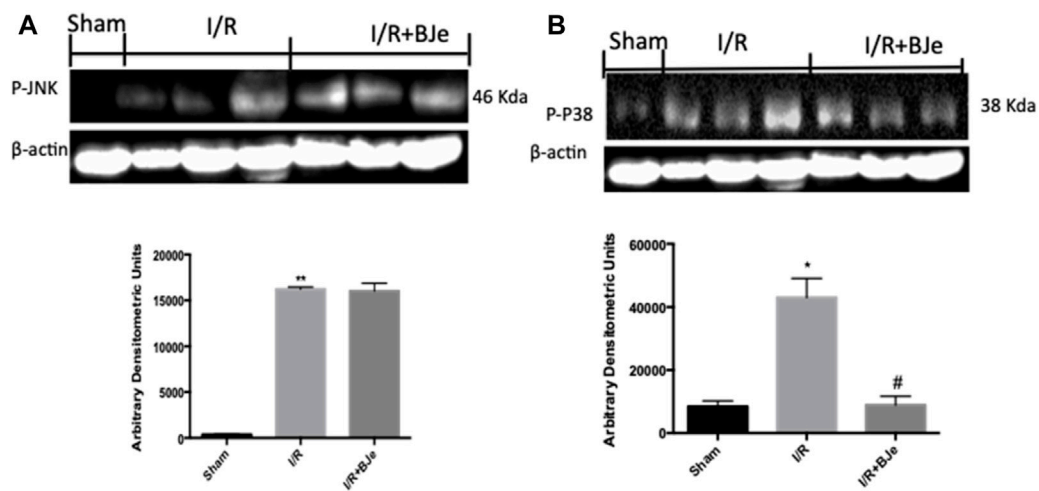 A
Sham
I/R
I/R+BJe
P-JNK
46 Kda
β-actin
Arbitrary Densitometric Units
20000
15000
10000
5000
0
**
Sham
I/R
I/R+BJe
B
Sham
I/R
I/R+BJe
P-P38
38 Kda
β-actin
Arbitrary Densitometric Units
60000
40000
20000
0
*
#
Sham
I/R
I/R+BJe